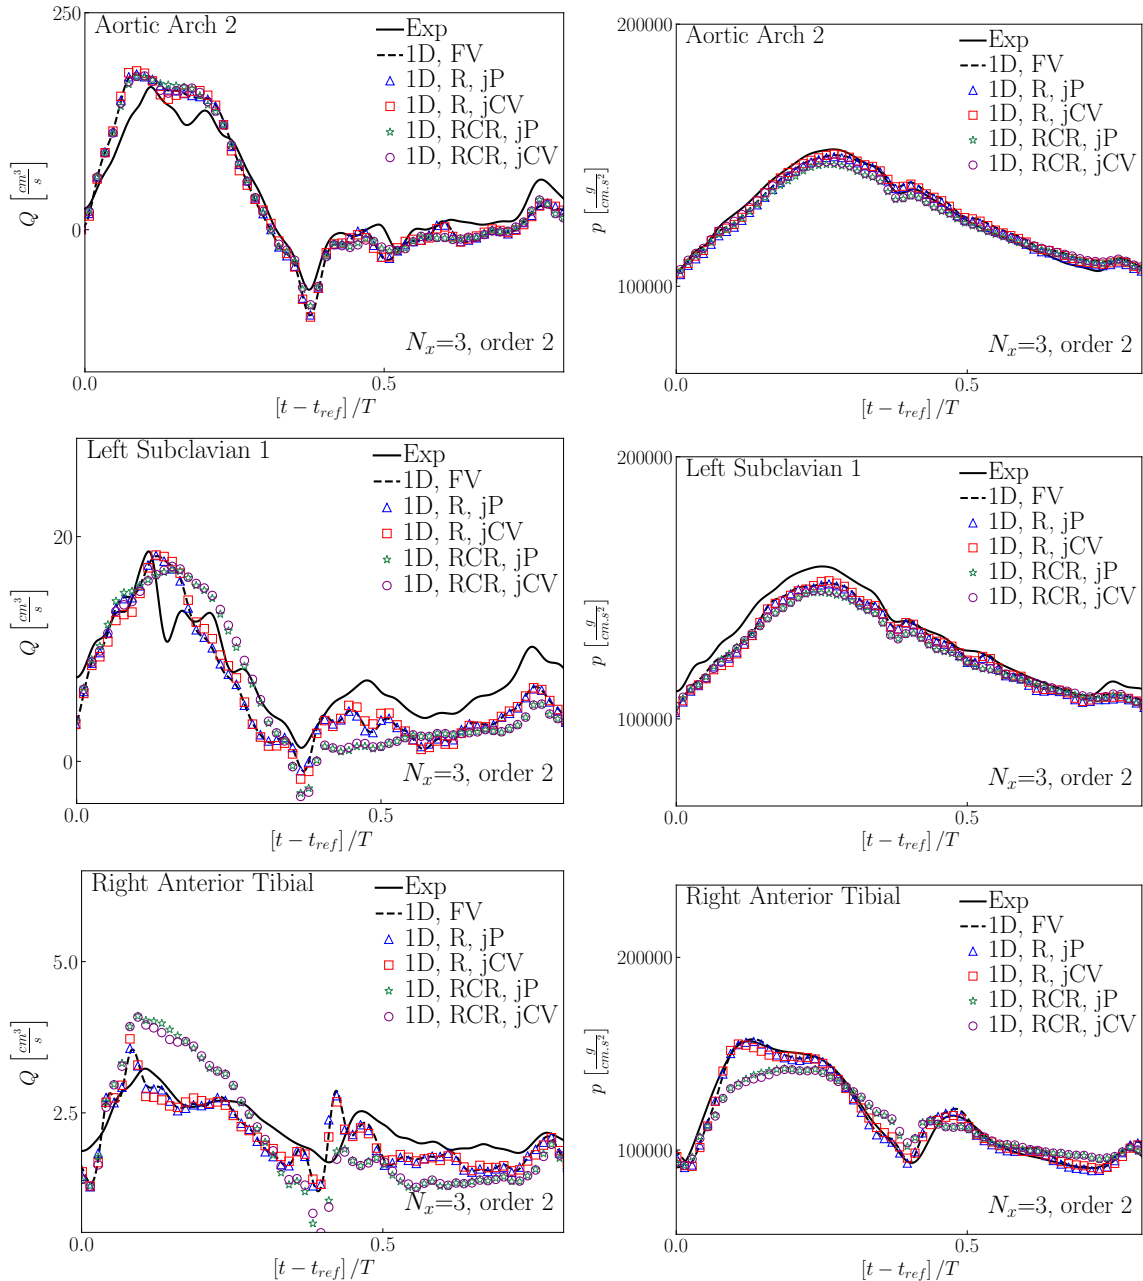 250
Aortic Arch 2
Exp
1D, FV
1D, R, jP
1D, R, jCV
1D, RCR, jP
1D, RCR, jCV
Q [cm³/s]
0
N_x=3, order 2
0.0
0.5
[t − t_ref]/T
200000
Aortic Arch 2
Exp
1D, FV
1D, R, jP
1D, R, jCV
1D, RCR, jP
1D, RCR, jCV
p [g/cm.s²]
100000
N_x=3, order 2
0.0
0.5
[t − t_ref]/T
Left Subclavian 1
Exp
1D, FV
1D, R, jP
1D, R, jCV
1D, RCR, jP
1D, RCR, jCV
20
Q [cm³/s]
0
N_x=3, order 2
0.0
0.5
[t − t_ref]/T
200000
Left Subclavian 1
Exp
1D, FV
1D, R, jP
1D, R, jCV
1D, RCR, jP
1D, RCR, jCV
p [g/cm.s²]
100000
N_x=3, order 2
0.0
0.5
[t − t_ref]/T
Right Anterior Tibial
Exp
1D, FV
1D, R, jP
1D, R, jCV
1D, RCR, jP
1D, RCR, jCV
5.0
Q [cm³/s]
2.5
N_x=3, order 2
0.0
0.5
[t − t_ref]/T
Right Anterior Tibial
Exp
1D, FV
1D, R, jP
1D, R, jCV
1D, RCR, jP
1D, RCR, jCV
200000
p [g/cm.s²]
100000
N_x=3, order 2
0.0
0.5
[t − t_ref]/T